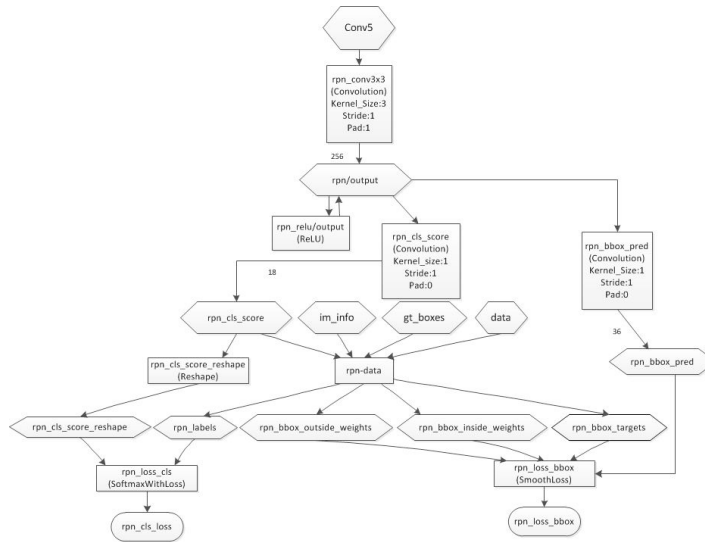 Conv5
rpn_conv3x3
(Convolution)
Kernel_Size:3
Stride:1
Pad:1
256
rpn/output
rpn_relu/output
(ReLU)
rpn_cls_score
(Convolution)
Kernel_size:1
Stride:1
Pad:0
rpn_bbox_pred
(Convolution)
Kernel_Size:1
Stride:1
Pad:0
18
36
rpn_cls_score
im_info
gt_boxes
data
rpn_bbox_pred
rpn_cls_score_reshape
(Reshape)
rpn-data
rpn_cls_score_reshape
rpn_labels
rpn_bbox_outside_weights
rpn_bbox_inside_weights
rpn_bbox_targets
rpn_loss_cls
(SoftmaxWithLoss)
rpn_loss_bbox
(SmoothLoss)
rpn_cls_loss
rpn_loss_bbox